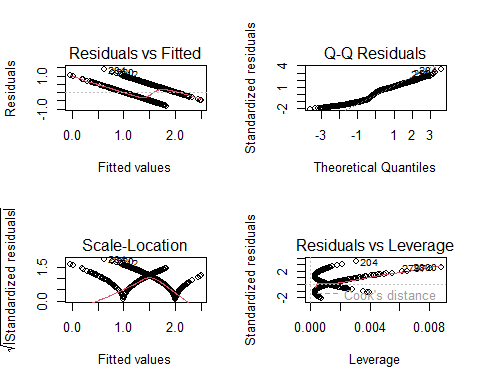 Residuals vs Fitted
Residuals
-1.0
1.0
0.0
1.0
2.0
Fitted values
Q-Q Residuals
Standardized residuals
-2
2
4
-3
-1
1
2
3
Theoretical Quantiles
Scale-Location
√|Standardized residuals|
0.0
1.5
0.0
1.0
2.0
Fitted values
Residuals vs Leverage
Standardized residuals
-2
2
4
204
Cook's distance
0.000
0.004
0.008
Leverage